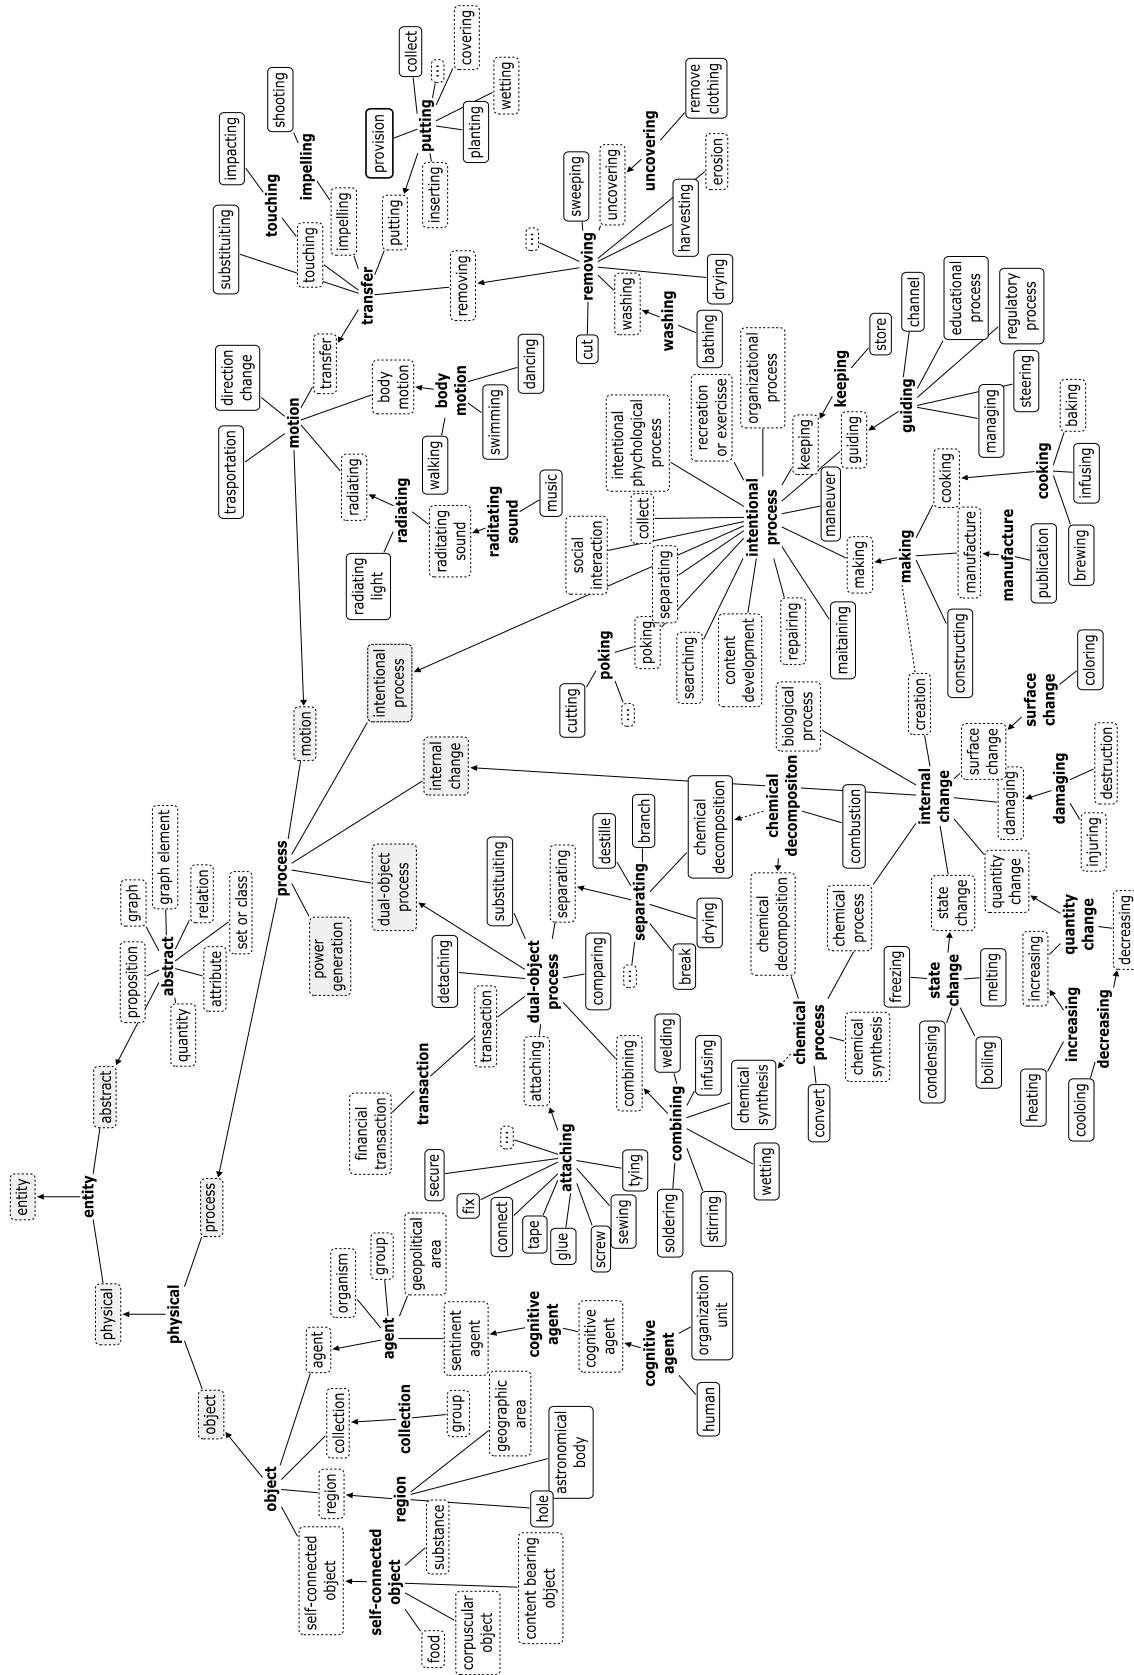 entity
entity
physical
abstract
physical
abstract
proposition
graph
graph element
relation
set or class
attribute
quantity
object
process
object
self-connected
object
region
collection
agent
self-connected
object
food
corpuscular
object
content bearing
object
substance
region
hole
astronomical
body
geographic
area
collection
group
agent
organism
group
geopolitical
area
sentinent
agent
cognitive
agent
cognitive
agent
cognitive
agent
human
organization
unit
process
power
generation
dual-object
process
internal
change
intentional
process
motion
dual-object
process
transaction
financial
transaction
transaction
detaching
substituiting
separating
comparing
combining
attaching
attaching
secure
fix
connect
tape
glue
screw
sewing
tying
...
combining
soldering
stirring
wetting
chemical
synthesis
infusing
welding
separating
...
destille
branch
chemical
decomposition
drying
break
internal
change
biological
process
creation
surface
change
damaging
quantity
change
state
change
chemical
process
chemical
process
convert
chemical
synthesis
chemical
decomposition
chemical
decompositon
combustion
state
change
freezing
condensing
boiling
melting
quantity
change
increasing
increasing
heating
decreasing
decreasing
cooloing
damaging
injuring
destruction
surface
change
coloring
intentional
process
poking
cutting
...
poking
searching
content
development
repairing
maitaining
separating
social
interaction
collect
intentional
phychological
process
recreation
or exercisse
organizational
process
keeping
keeping
store
guiding
guiding
channel
educational
process
regulatory
process
steering
managing
maneuver
making
making
constructing
manufacture
manufacture
publication
cooking
cooking
brewing
infusing
baking
motion
trasportation
direction
change
radiating
radiating
radiating
light
raditating
sound
raditating
sound
music
body
motion
body
motion
walking
swimming
dancing
transfer
transfer
substituiting
touching
touching
impacting
impelling
impelling
shooting
putting
putting
inserting
provision
collect
...
covering
wetting
planting
removing
removing
...
sweeping
uncovering
uncovering
remove
clothing
erosion
harvesting
drying
washing
washing
bathing
cut